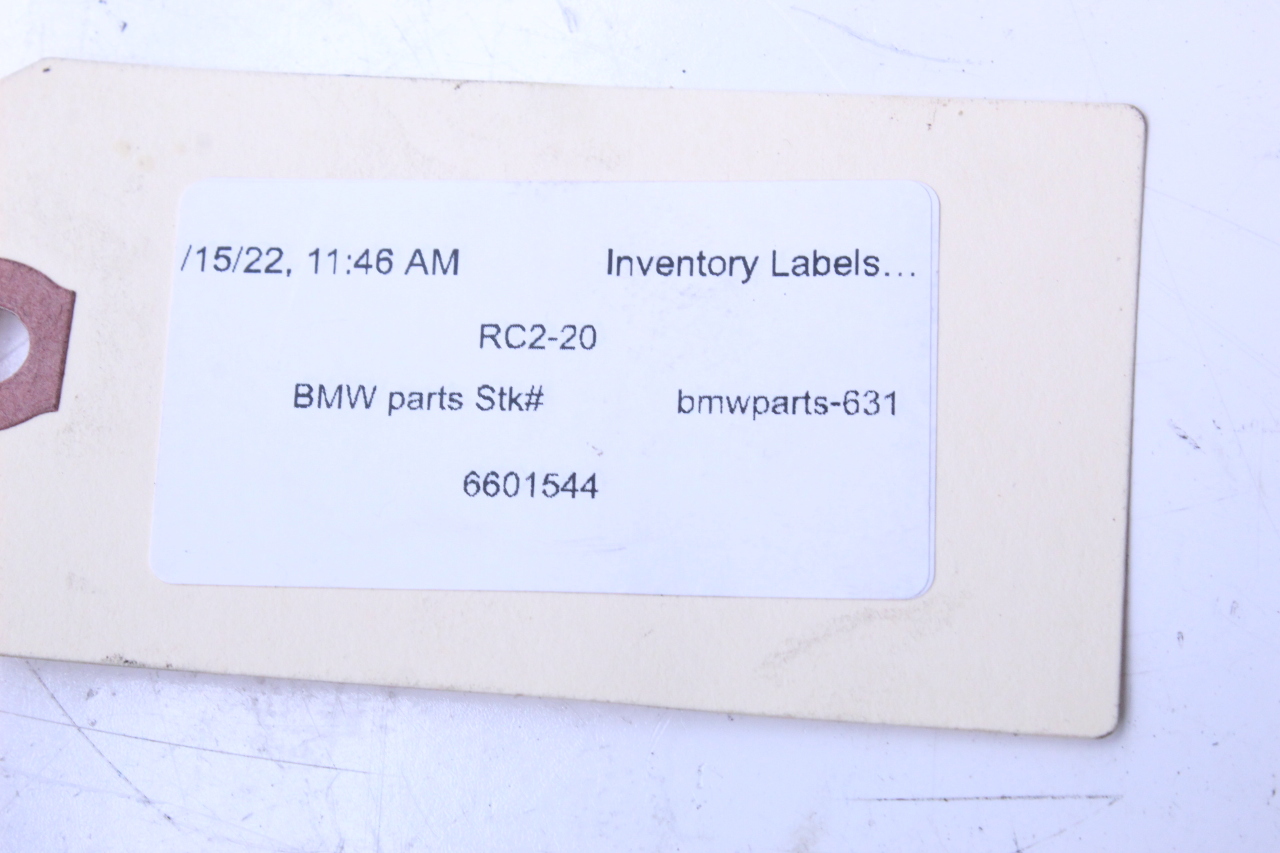 /15/22, 11:46 AM Inventory Labels...
RC2-20
BMW parts Stk# bmwparts-631
6601544